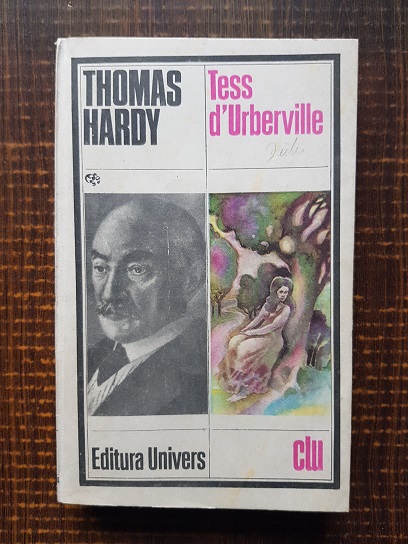 THOMAS
HARDY
Tess
d'Urberville
Editura Univers
clu